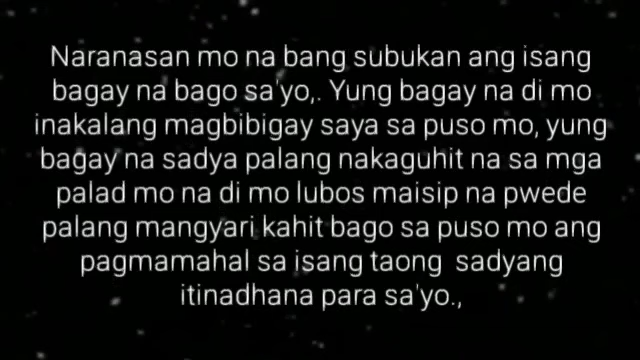 Naranasan mo na bang subukan ang isang
bagay na bago sa'yo,. Yung bagay na di mo
inakalang magbibigay saya sa puso mo, yung
bagay na sadya palang nakaguhit na sa mga
palad mo na di mo lubos maisip na pwede
palang mangyari kahit bago sa puso mo ang
pagmamahal sa isang taong  sadyang
itinadhana para sa'yo.,